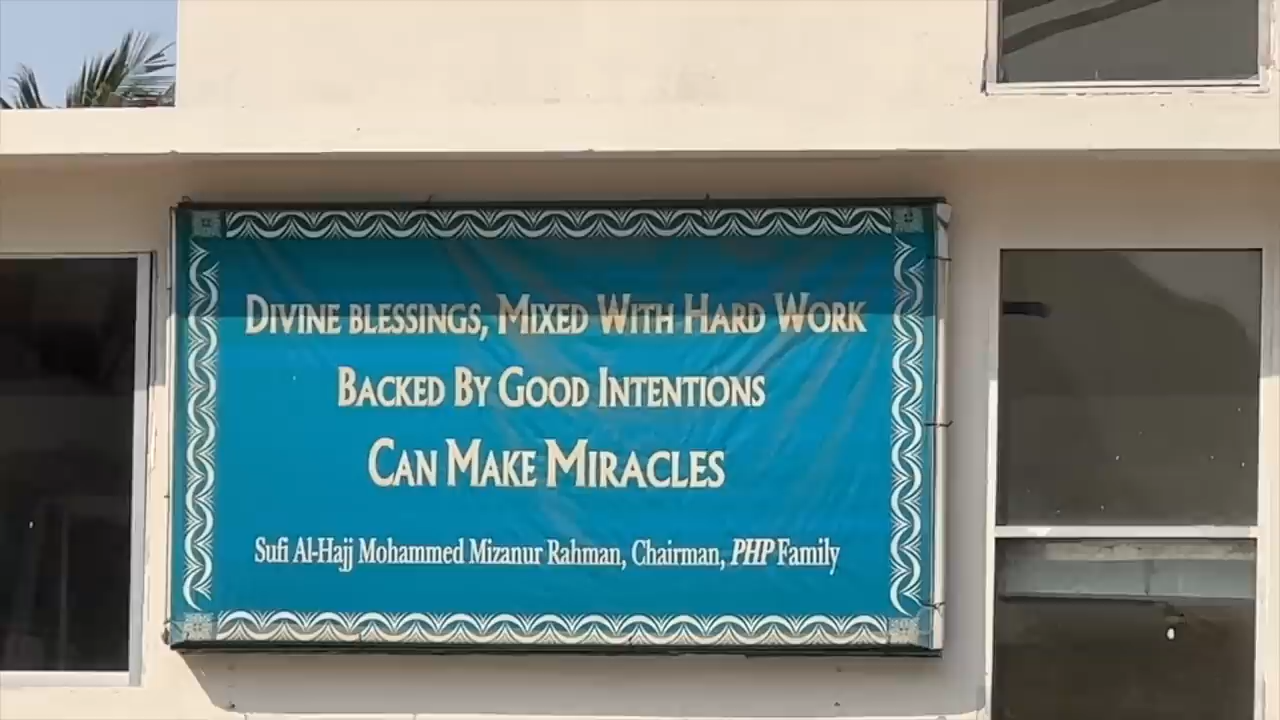 Divine blessings, Mixed With Hard Work
Backed By Good Intentions
Can Make Miracles
Sufi Al-Hajj Mohammed Mizanur Rahman, Chairman, PHP Family